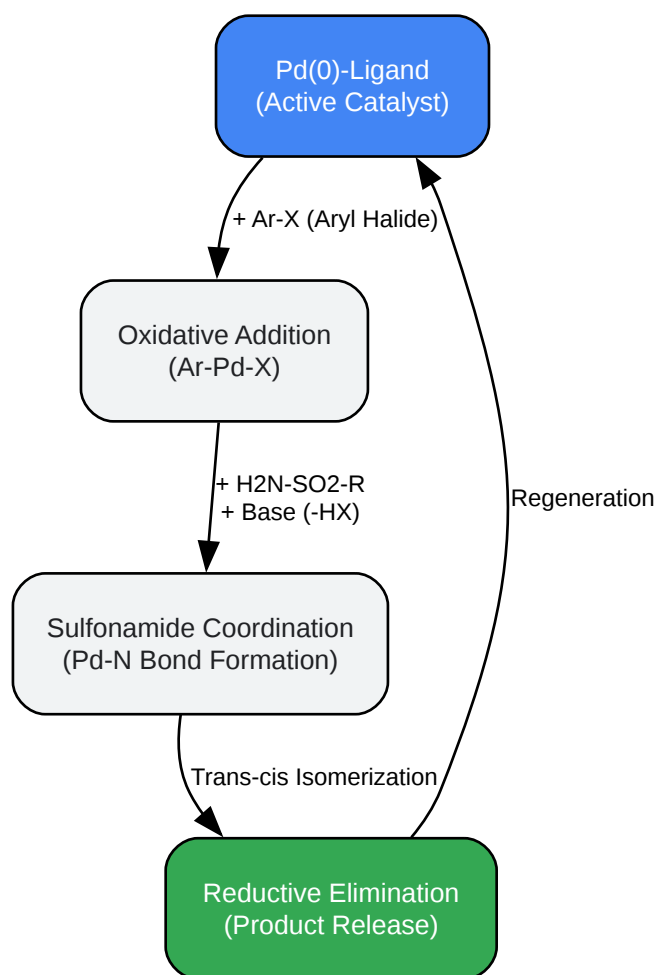 Pd(0)-Ligand
(Active Catalyst)
+ Ar-X (Aryl Halide)
Oxidative Addition
(Ar-Pd-X)
+ H2N-SO2-R
+ Base (-HX)
Regeneration
Sulfonamide Coordination
(Pd-N Bond Formation)
Trans-cis Isomerization
Reductive Elimination
(Product Release)